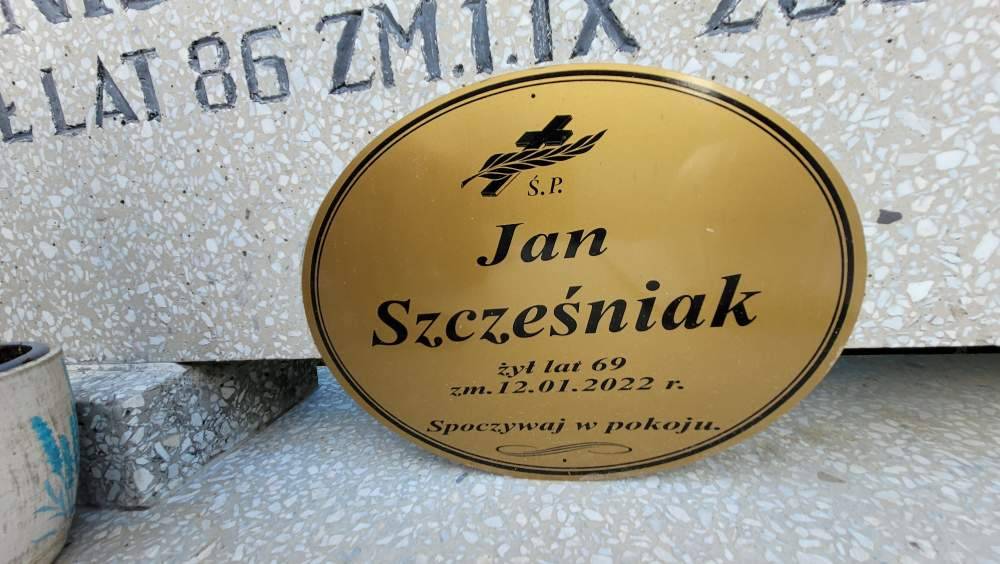 LAT 86 ZM.1.IX
Ś.P.
Jan
Szcześniak
żył lat 69
zm.12.01.2022 r.
Spoczywaj w pokoju.